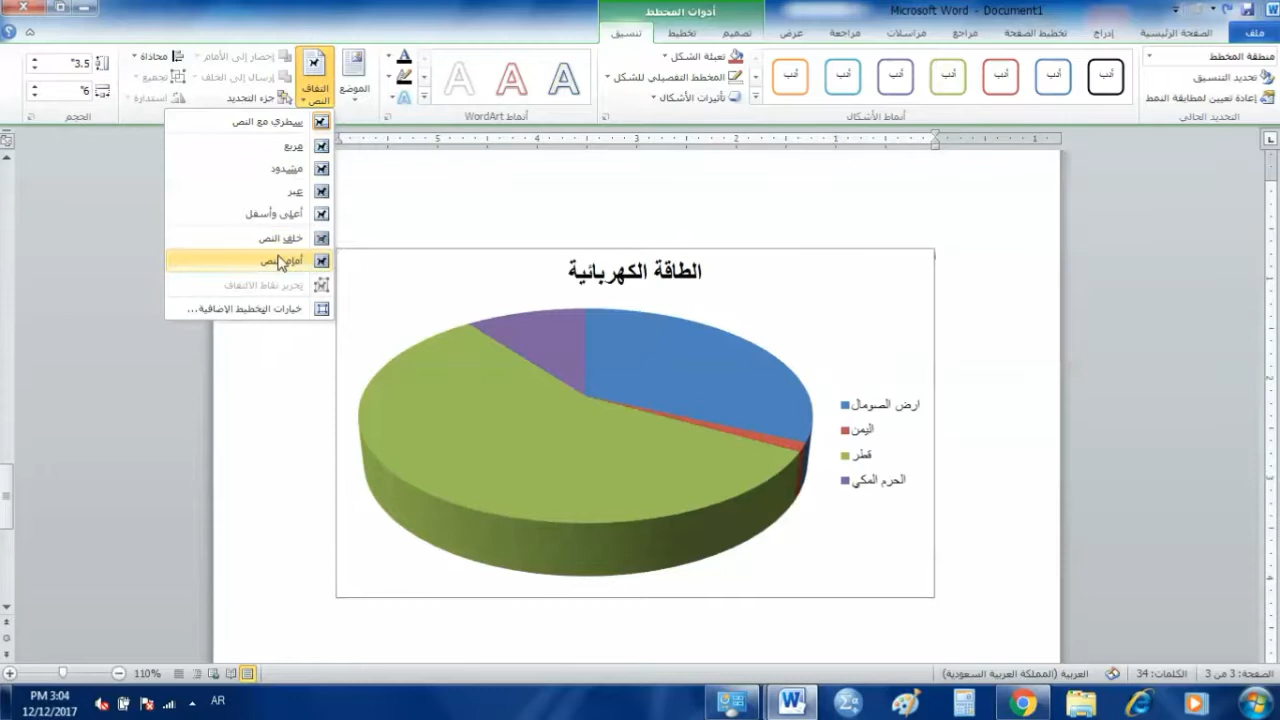 Microsoft Word - Document1
أدوات المخطط
ملف
الصفحة الرئيسية
إدراج
تخطيط الصفحة
مراجع
مراسلات
مراجعة
عرض
تصميم
تخطيط
تنسيق
منطقة المخطط
تحديد التنسيق
إعادة تعيين لمطابقة النمط
التحديد الحالي
أنماط الأشكال
تعبئة الشكل
المخطط التفصيلي للشكل
تأثيرات الأشكال
أنماط WordArt
الموضع
التفاف النص
إحضار إلى الأمام
إرسال إلى الخلف
جزء التحديد
محاذاة
تجميع
استدارة
3.5"
6"
الحجم
سطري مع النص
مربع
مشدود
عبر
أعلى وأسفل
خلف النص
أمام النص
تحرير نقاط الالتفاف
خيارات التخطيط الإضافية...
الطاقة الكهربائية
ارض الصومال
اليمن
قطر
الحرم المكي
الصفحة: 3 من 3
الكلمات: 34
العربية (المملكة العربية السعودية)
110%
AR
PM 3:04
12/12/2017